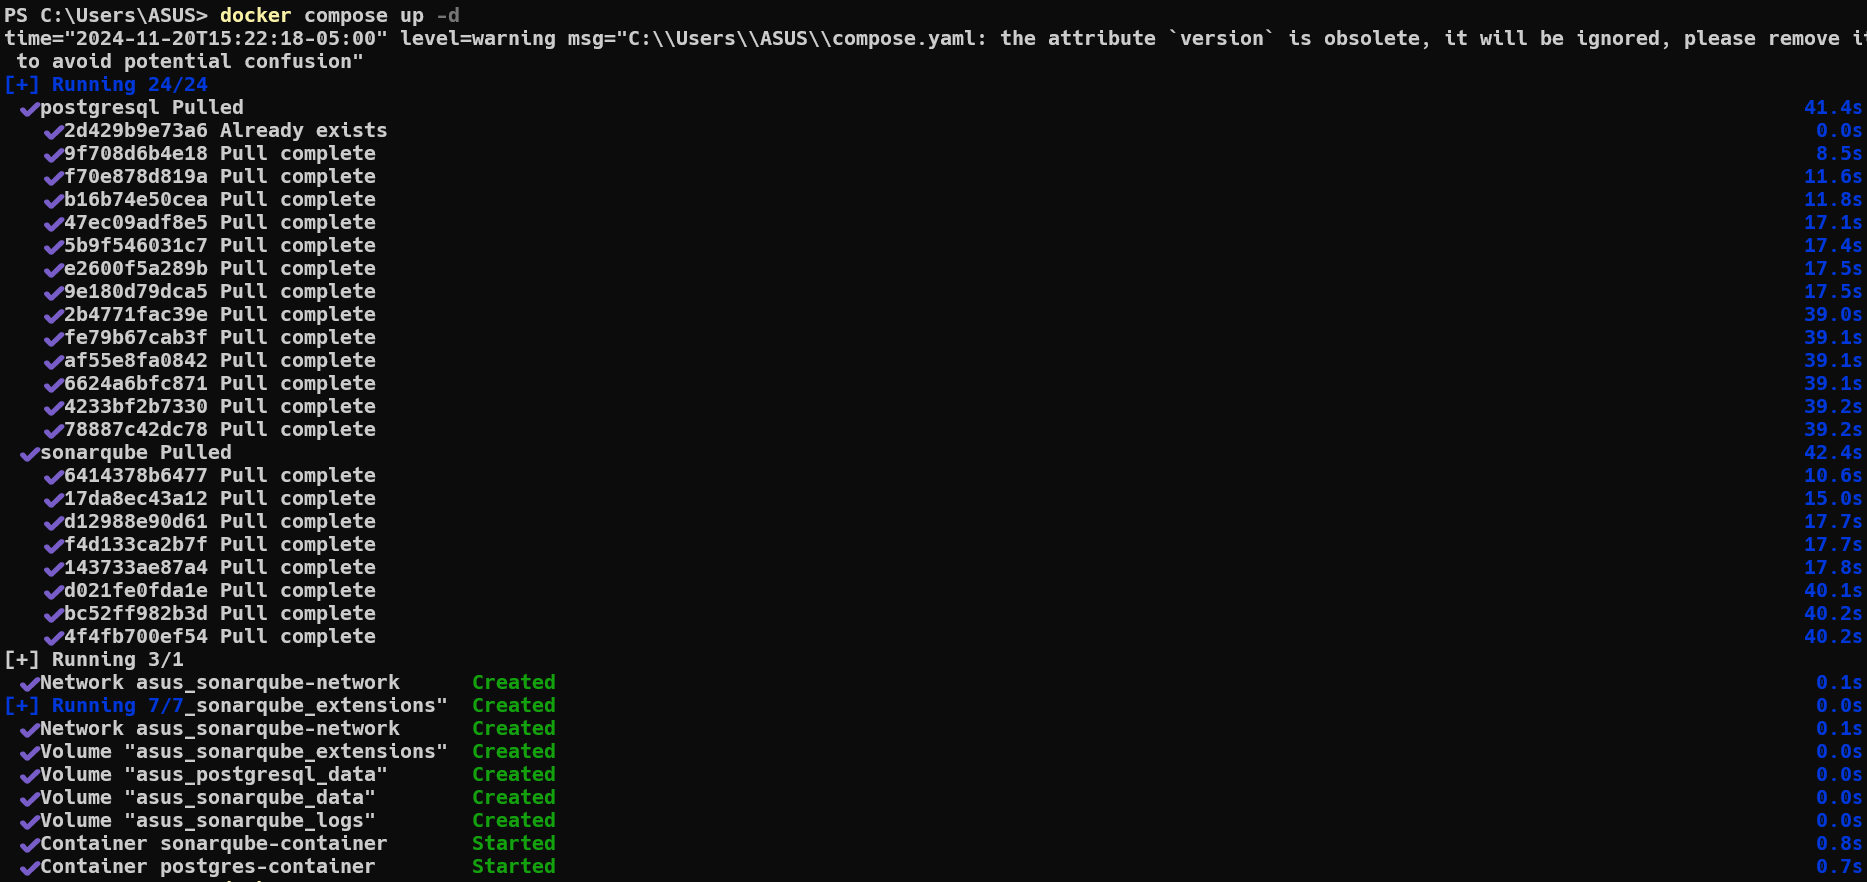 PS C:\Users\ASUS> docker compose up -d
time="2024-11-20T15:22:18-05:00" level=warning msg="C:\\Users\\ASUS\\compose.yaml: the attribute `version` is obsolete, it will be ignored, please remove it
to avoid potential confusion"
[+] Running 24/24
✔postgresql Pulled 41.4s
✔2d429b9e73a6 Already exists 0.0s
✔9f708d6b4e18 Pull complete 8.5s
✔f70e878d819a Pull complete 11.6s
✔b16b74e50cea Pull complete 11.8s
✔47ec09adf8e5 Pull complete 17.1s
✔5b9f546031c7 Pull complete 17.4s
✔e2600f5a289b Pull complete 17.5s
✔9e180d79dca5 Pull complete 17.5s
✔2b4771fac39e Pull complete 39.0s
✔fe79b67cab3f Pull complete 39.1s
✔af55e8fa0842 Pull complete 39.1s
✔6624a6bfc871 Pull complete 39.1s
✔4233bf2b7330 Pull complete 39.2s
✔78887c42dc78 Pull complete 39.2s
✔sonarqube Pulled 42.4s
✔6414378b6477 Pull complete 10.6s
✔17da8ec43a12 Pull complete 15.0s
✔d12988e90d61 Pull complete 17.7s
✔f4d133ca2b7f Pull complete 17.7s
✔143733ae87a4 Pull complete 17.8s
✔d021fe0fda1e Pull complete 40.1s
✔bc52ff982b3d Pull complete 40.2s
✔4f4fb700ef54 Pull complete 40.2s
[+] Running 3/1
✔Network asus_sonarqube-network Created 0.1s
[+] Running 7/7_sonarqube_extensions" Created 0.0s
✔Network asus_sonarqube-network Created 0.1s
✔Volume "asus_sonarqube_extensions" Created 0.0s
✔Volume "asus_postgresql_data" Created 0.0s
✔Volume "asus_sonarqube_data" Created 0.0s
✔Volume "asus_sonarqube_logs" Created 0.0s
✔Container sonarqube-container Started 0.8s
✔Container postgres-container Started 0.7s